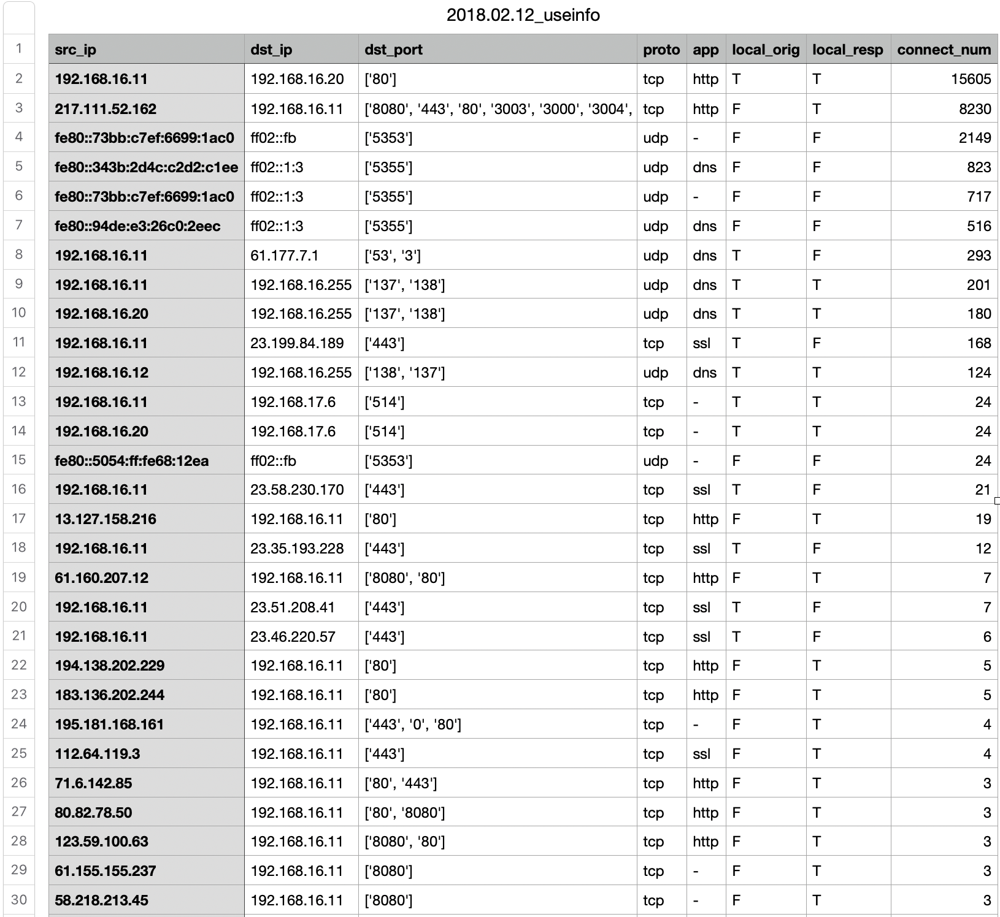 2018.02.12_useinfo
1 src_ip dst_ip dst_port proto app local_orig local_resp connect_num
2 192.168.16.11 192.168.16.20 ['80'] tcp http T T 15605
3 217.111.52.162 192.168.16.11 ['8080', '443', '80', '3003', '3000', '3004', tcp http F T 8230
4 fe80::73bb:c7ef:6699:1ac0 ff02::fb ['5353'] udp - F F 2149
5 fe80::343b:2d4c:c2d2:c1ee ff02::1:3 ['5355'] udp dns F F 823
6 fe80::73bb:c7ef:6699:1ac0 ff02::1:3 ['5355'] udp - F F 717
7 fe80::94de:e3:26c0:2eec ff02::1:3 ['5355'] udp dns F F 516
8 192.168.16.11 61.177.7.1 ['53', '3'] udp dns T F 293
9 192.168.16.11 192.168.16.255 ['137', '138'] udp dns T T 201
10 192.168.16.20 192.168.16.255 ['137', '138'] udp dns T T 180
11 192.168.16.11 23.199.84.189 ['443'] tcp ssl T F 168
12 192.168.16.12 192.168.16.255 ['138', '137'] udp dns T T 124
13 192.168.16.11 192.168.17.6 ['514'] tcp - T T 24
14 192.168.16.20 192.168.17.6 ['514'] tcp - T T 24
15 fe80::5054:ff:fe68:12ea ff02::fb ['5353'] udp - F F 24
16 192.168.16.11 23.58.230.170 ['443'] tcp ssl T F 21
17 13.127.158.216 192.168.16.11 ['80'] tcp http F T 19
18 192.168.16.11 23.35.193.228 ['443'] tcp ssl T F 12
19 61.160.207.12 192.168.16.11 ['8080', '80'] tcp http F T 7
20 192.168.16.11 23.51.208.41 ['443'] tcp ssl T F 7
21 192.168.16.11 23.46.220.57 ['443'] tcp ssl T F 6
22 194.138.202.229 192.168.16.11 ['80'] tcp http F T 5
23 183.136.202.244 192.168.16.11 ['80'] tcp http F T 5
24 195.181.168.161 192.168.16.11 ['443', '0', '80'] tcp - F T 4
25 112.64.119.3 192.168.16.11 ['443'] tcp ssl F T 4
26 71.6.142.85 192.168.16.11 ['80', '443'] tcp http F T 3
27 80.82.78.50 192.168.16.11 ['80', '8080'] tcp http F T 3
28 123.59.100.63 192.168.16.11 ['8080', '80'] tcp http F T 3
29 61.155.155.237 192.168.16.11 ['8080'] tcp - F T 3
30 58.218.213.45 192.168.16.11 ['8080'] tcp - F T 3